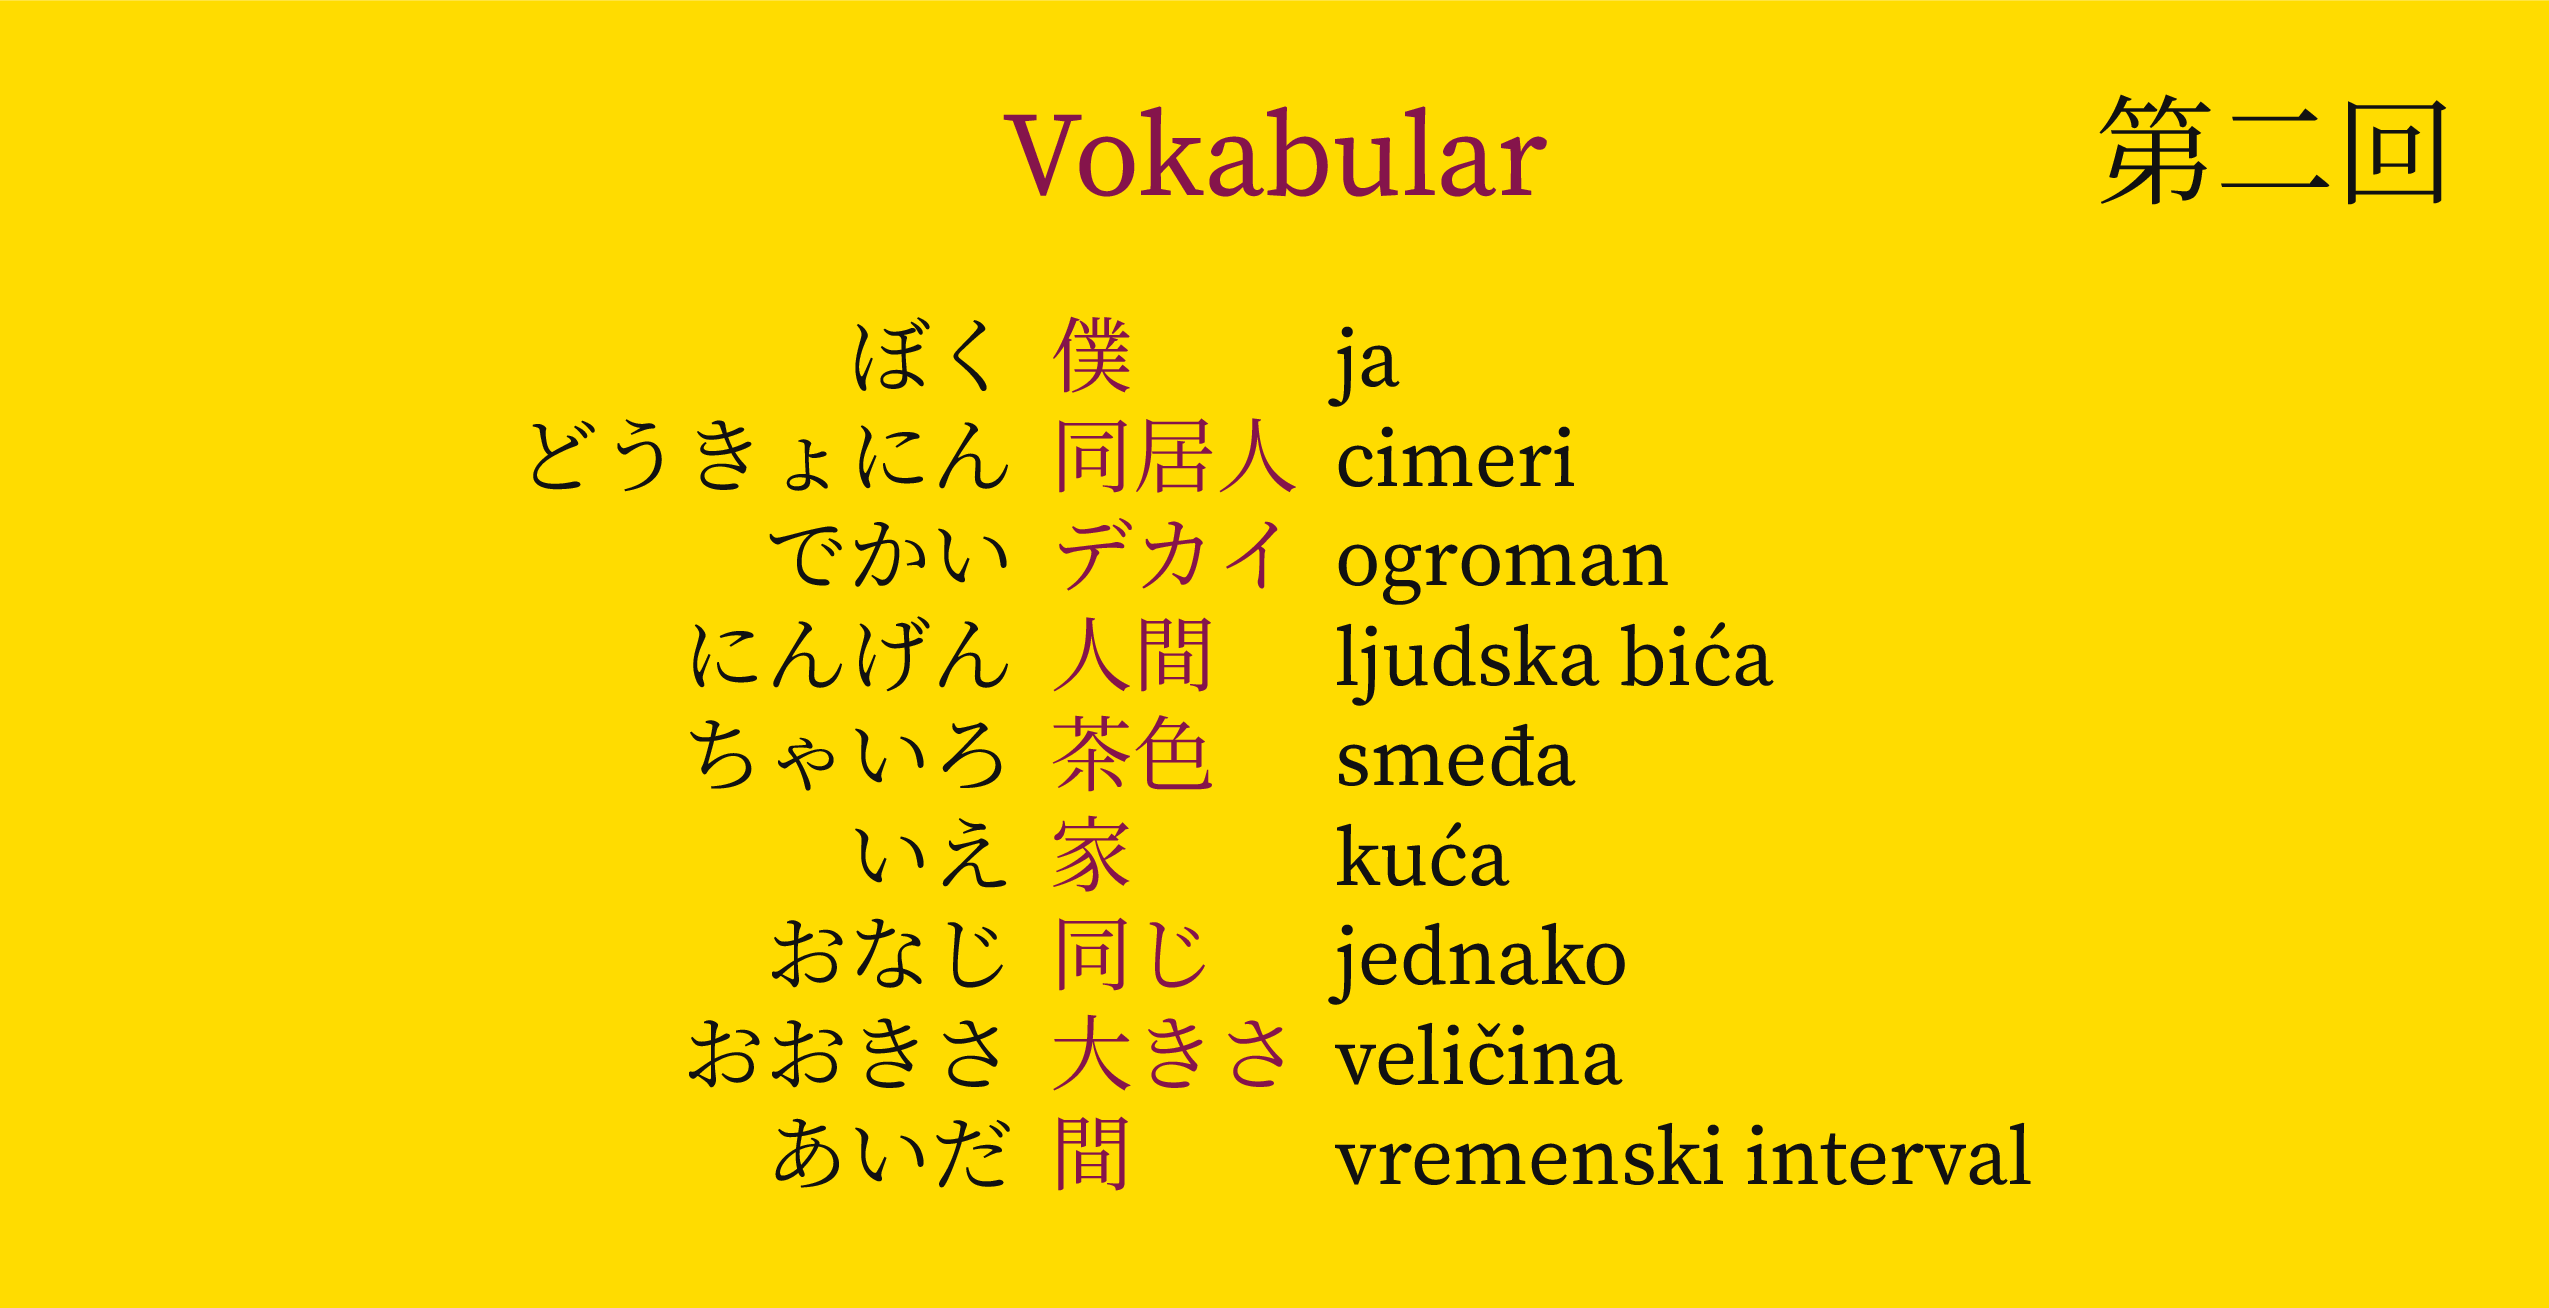 Vokabular
第二回
ぼく 僕 ja
どうきょにん 同居人 cimeri
でかい デカイ ogroman
にんげん 人間 ljudska bića
ちゃいろ 茶色 smeđa
いえ 家 kuća
おなじ 同じ jednako
おおきさ 大きさ veličina
あいだ 間 vremenski interval